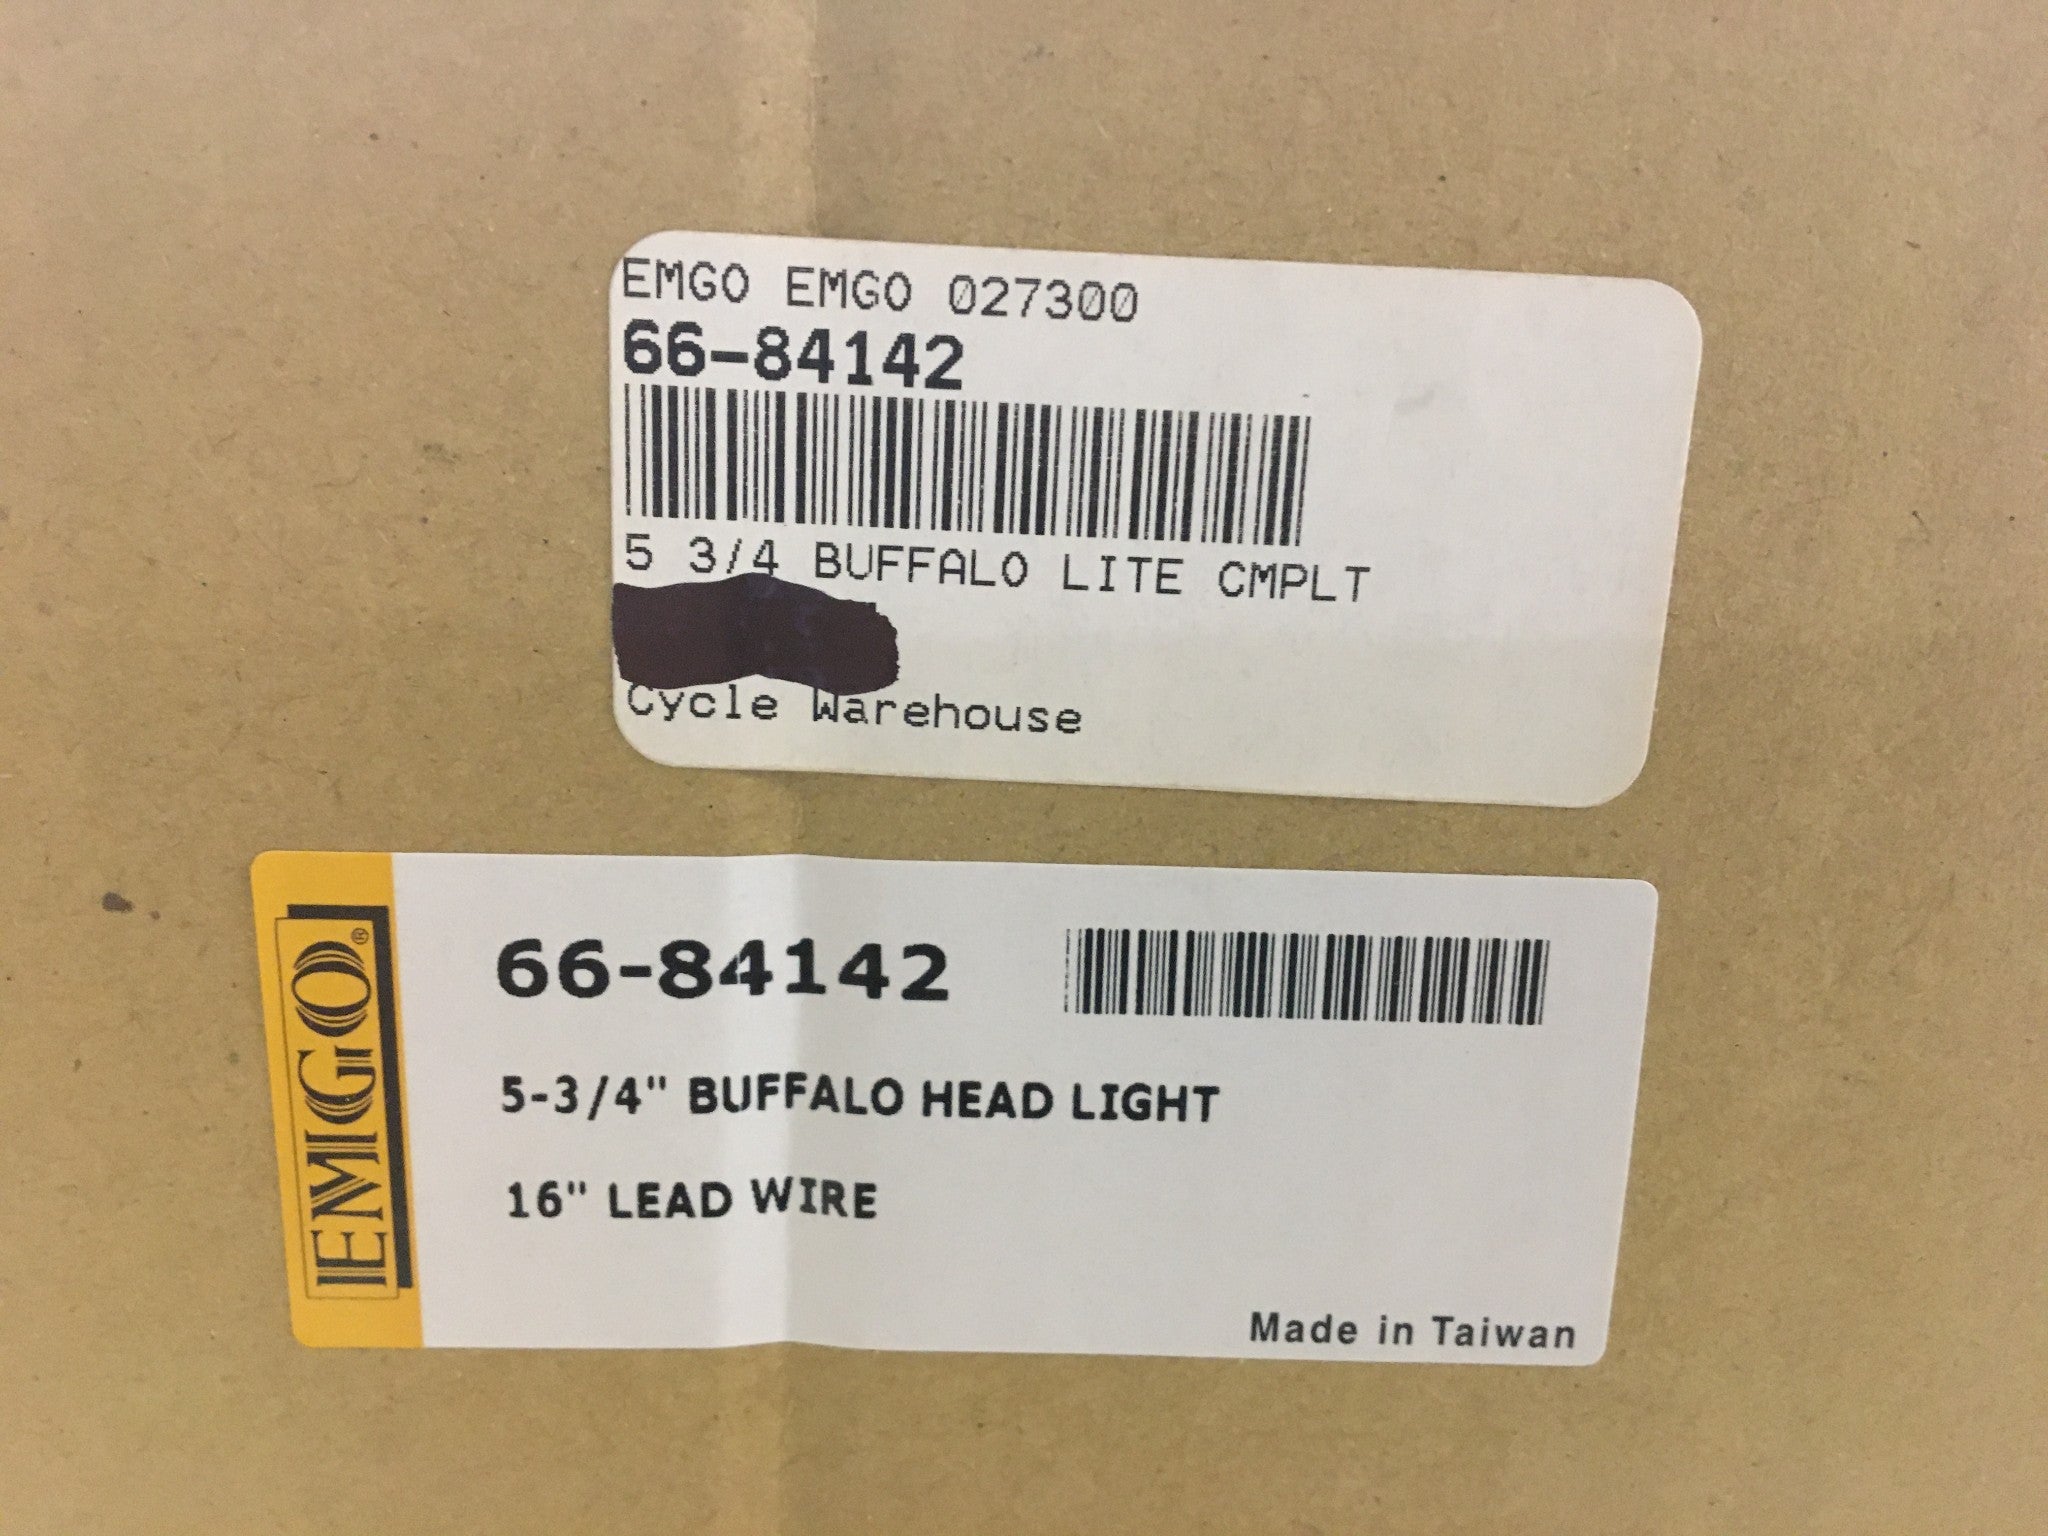 EMGO EMGO 027300
66-84142
5 3/4 BUFFALO LITE CMPLT
Cycle Warehouse
EMGO®
66-84142
5-3/4" BUFFALO HEAD LIGHT
16" LEAD WIRE
Made in Taiwan